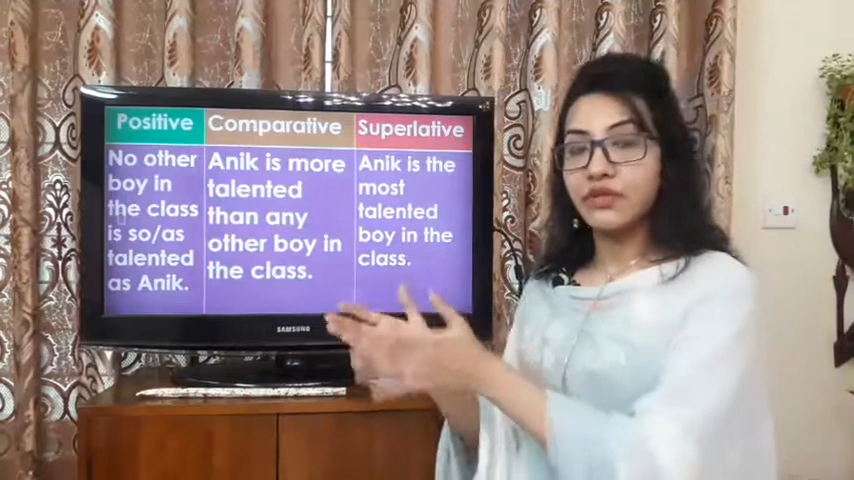 Positive
No other
boy in
the class
is so/as
talented
as Anik.
Comparative
Anik is more
talented
than any
other boy in
the class.
Superlative
Anik is the
most
talented
boy in the
class.
SAMSUNG